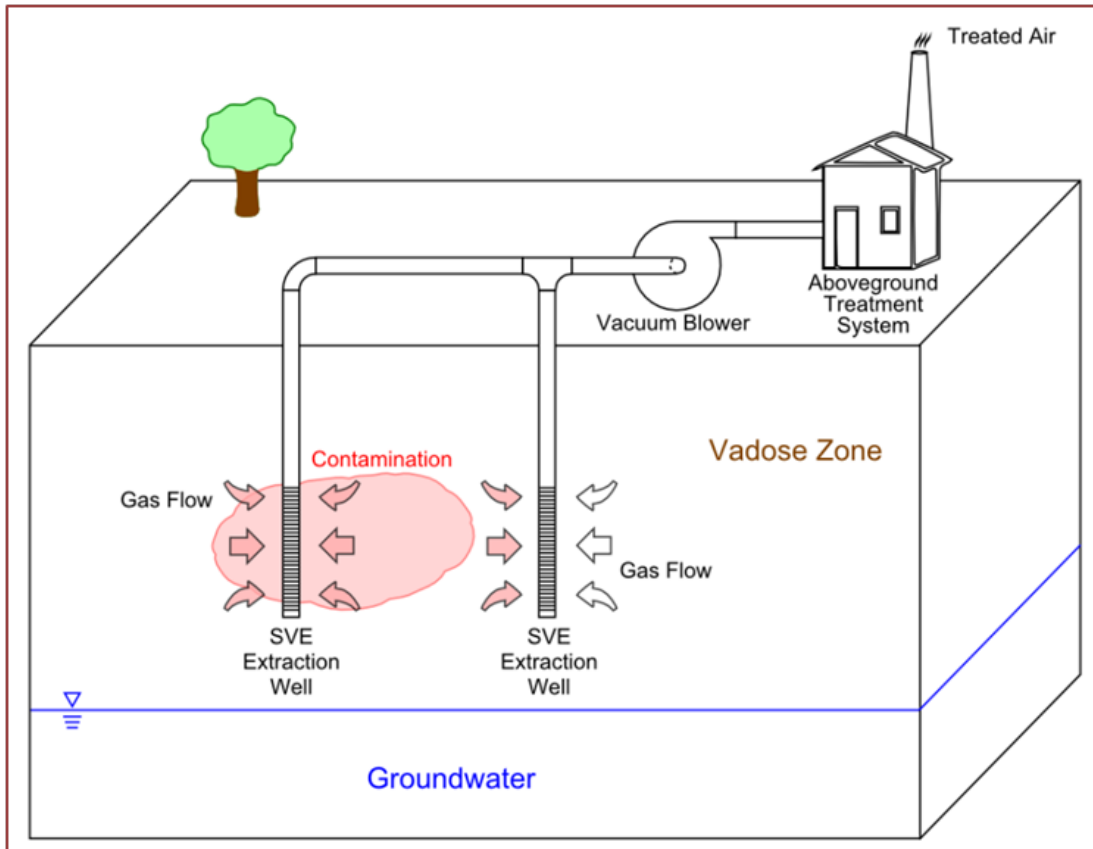 Treated Air
Aboveground
Treatment
System
Vacuum Blower
Vadose Zone
Contamination
Gas Flow
Gas Flow
SVE
Extraction
Well
SVE
Extraction
Well
Groundwater